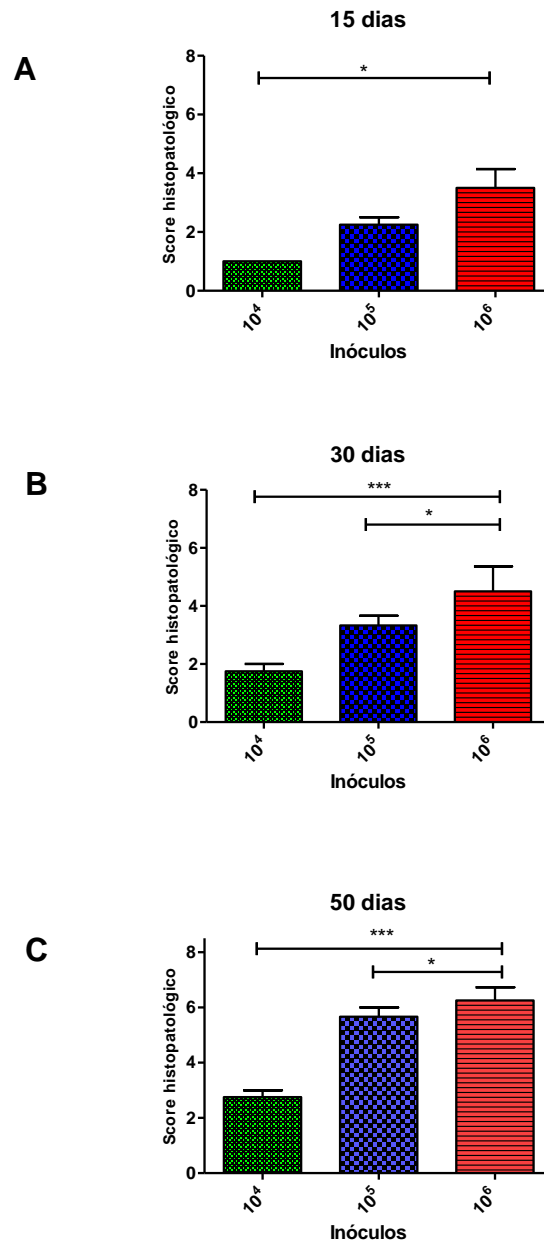 15 dias
A
*
8
6
4
2
0
Score histopatológico
10⁴ 10⁵ 10⁶
Inóculos
30 dias
B
***
*
8
6
4
2
0
Score histopatológico
10⁴ 10⁵ 10⁶
Inóculos
50 dias
C
***
*
8
6
4
2
0
Score histopatológico
10⁴ 10⁵ 10⁶
Inóculos